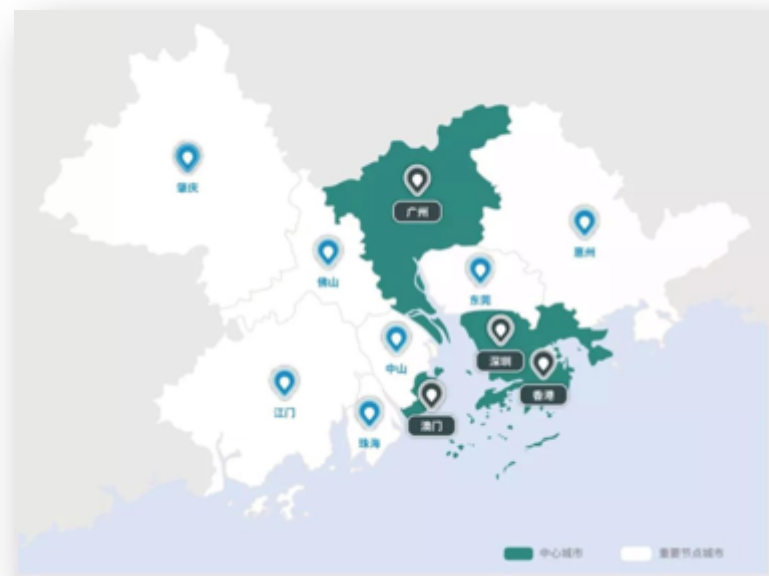 肇庆
广州
惠州
佛山
东莞
深圳
中山
香港
江门
澳门
珠海
中心城市
重要节点城市